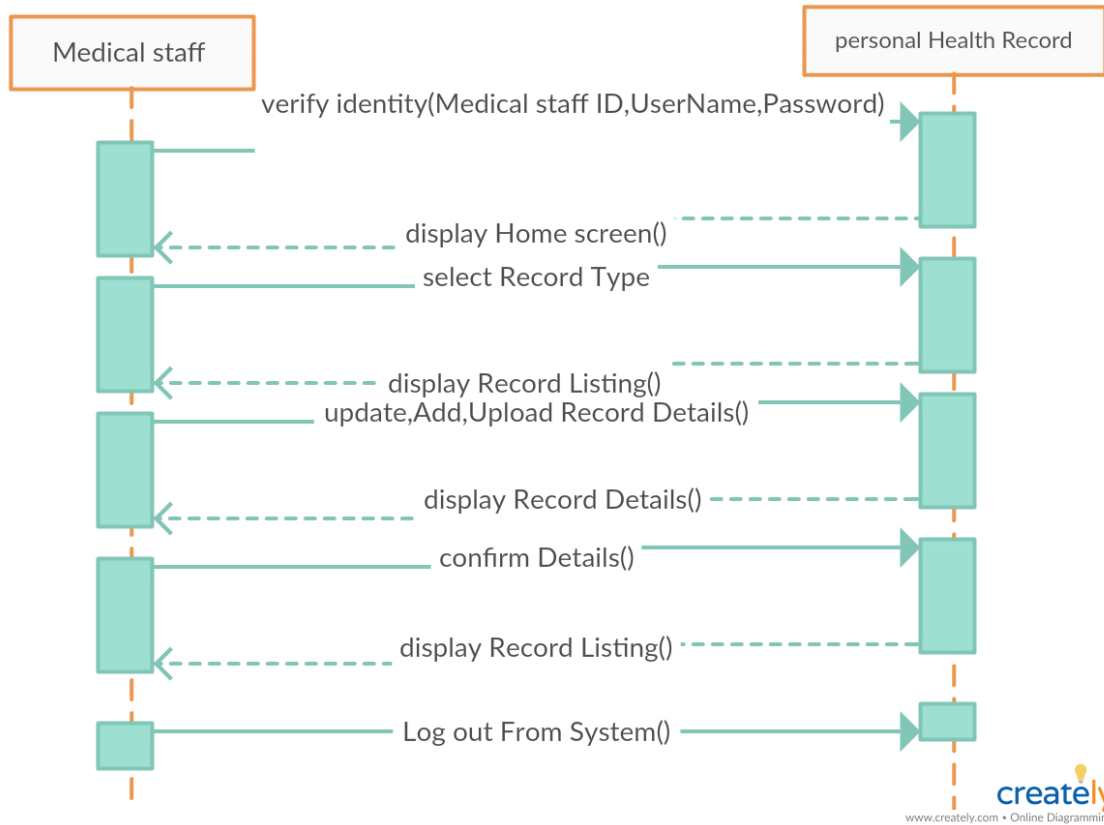 Medical staff
personal Health Record
verify identity(Medical staff ID,UserName,Password)
display Home screen()
select Record Type
display Record Listing()
update,Add,Upload Record Details()
display Record Details()
confirm Details()
display Record Listing()
Log out From System()
creately
www.creately.com • Online Diagramming